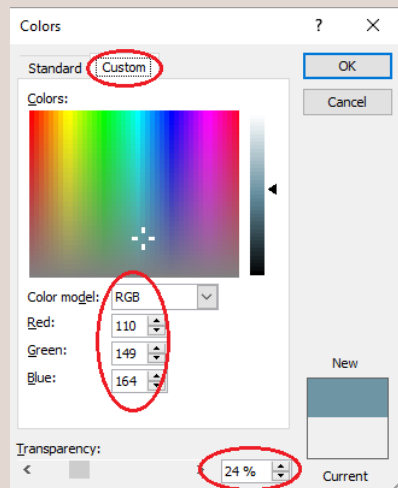 Colors ? ×
Standard Custom OK
Cancel
Colors:
Color model: RGB
Red: 110
Green: 149
Blue: 164
New
Transparency:
< > 24 %
Current